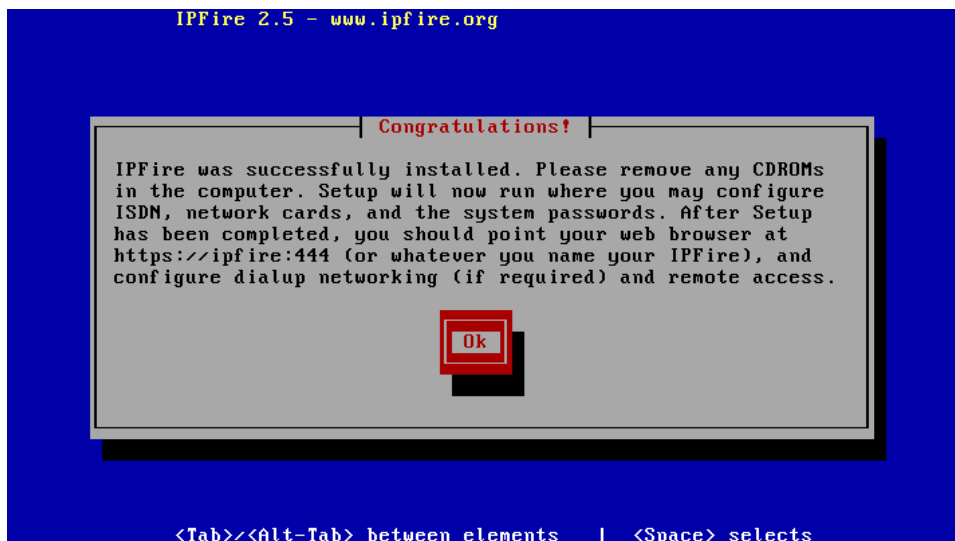 IPFire 2.5 - www.ipfire.org
Congratulations!
IPFire was successfully installed. Please remove any CDROMs
in the computer. Setup will now run where you may configure
ISDN, network cards, and the system passwords. After Setup
has been completed, you should point your web browser at
https://ipfire:444 (or whatever you name your IPFire), and
configure dialup networking (if required) and remote access.
Ok
<Tab>/<Alt-Tab> between elements | <Space> selects